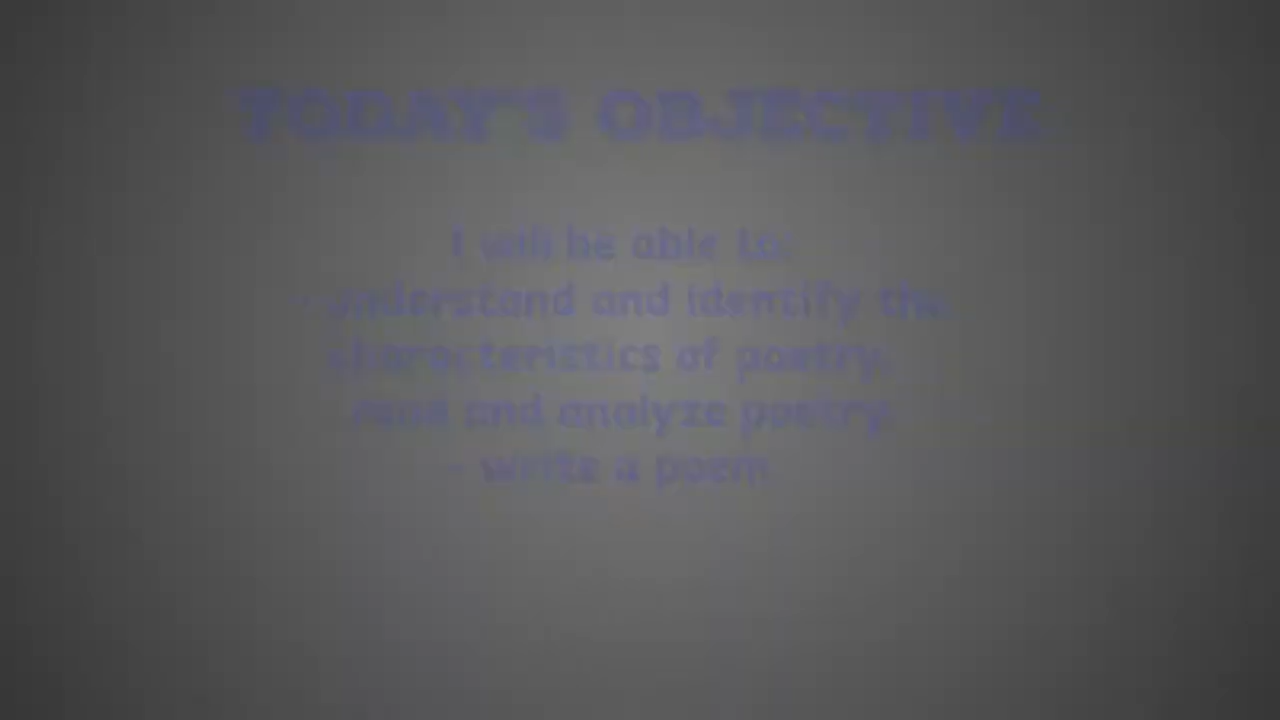 TODAY'S OBJECTIVE
I will be able to:
- understand and identify the
characteristics of poetry.
and analyze poetry
- write a poem.